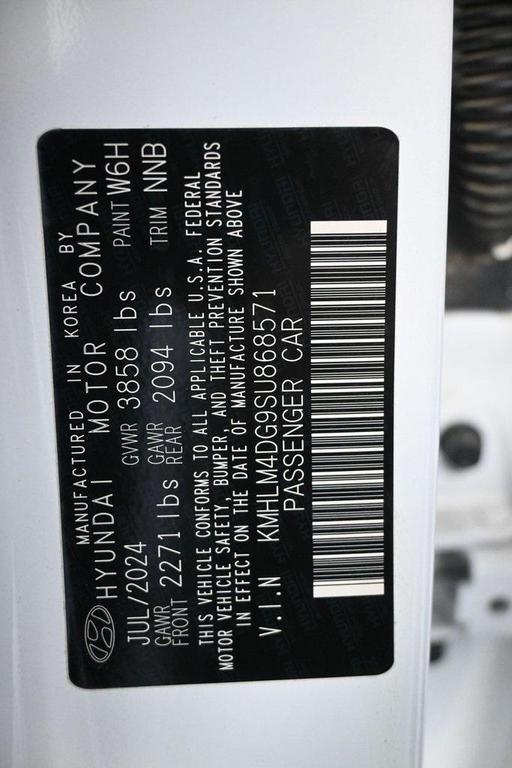 MANUFACTURED IN KOREA BY
HYUNDAI MOTOR COMPANY
JUL/2024 GVWR 3858 lbs PAINT W6H
GAWR FRONT 2271 lbs GAWR REAR 2094 lbs TRIM NNB
THIS VEHICLE CONFORMS TO ALL APPLICABLE U.S.A. FEDERAL
MOTOR VEHICLE SAFETY, BUMPER, AND THEFT PREVENTION STANDARDS
IN EFFECT ON THE DATE OF MANUFACTURE SHOWN ABOVE
V.I.N KMHLM4DG9SU868571
PASSENGER CAR